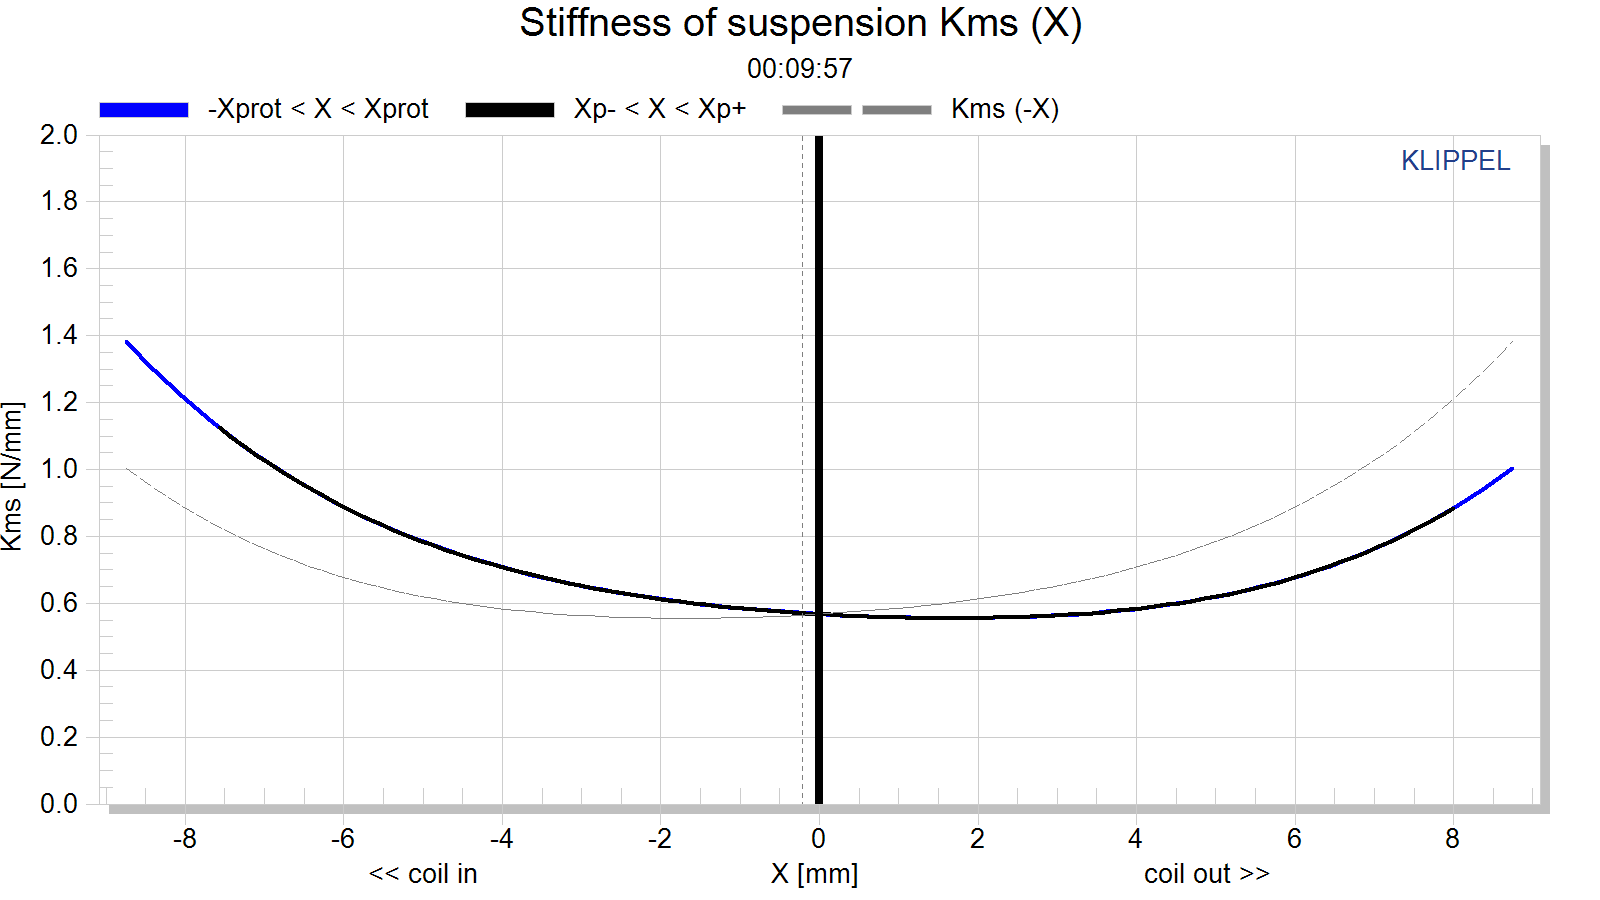 Stiffness of suspension Kms (X)
00:09:57
-Xprot < X < Xprot Xp- < X < Xp+ Kms (-X)
KLIPPEL
2.0
1.8
1.6
1.4
1.2
1.0
0.8
0.6
0.4
0.2
0.0
Kms [N/mm]
-8 -6 -4 -2 0 2 4 6 8
<< coil in X [mm] coil out >>